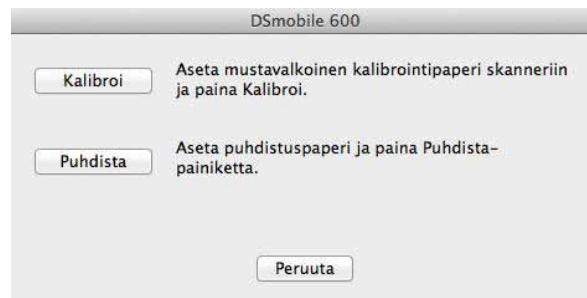 DSmobile 600
Kalibroi
Aseta mustavalkoinen kalibrointipaperi skanneriin
ja paina Kalibroi.
Puhdista
Aseta puhdistuspaperi ja paina Puhdista-
painiketta.
Peruuta